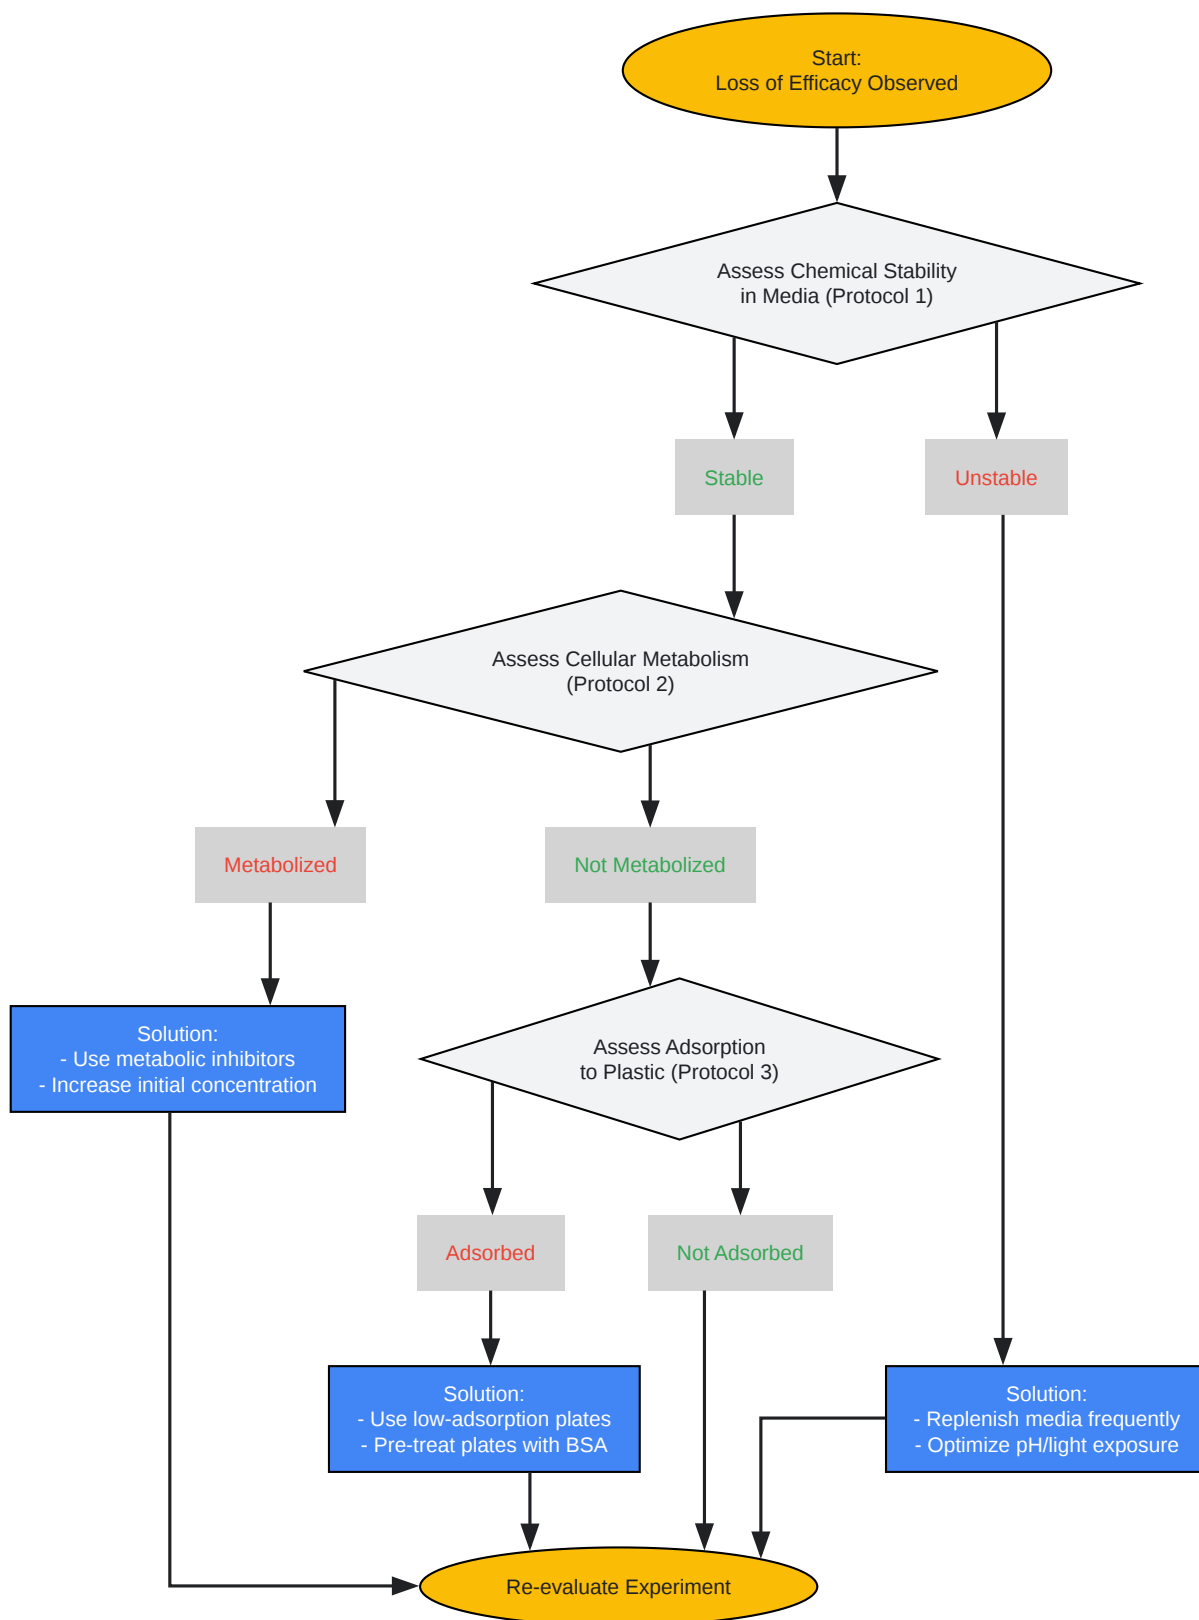 Start:
Loss of Efficacy Observed
Assess Chemical Stability
in Media (Protocol 1)
Stable
Unstable
Assess Cellular Metabolism
(Protocol 2)
Metabolized
Not Metabolized
Solution:
- Use metabolic inhibitors
- Increase initial concentration
Assess Adsorption
to Plastic (Protocol 3)
Adsorbed
Not Adsorbed
Solution:
- Use low-adsorption plates
- Pre-treat plates with BSA
Solution:
- Replenish media frequently
- Optimize pH/light exposure
Re-evaluate Experiment